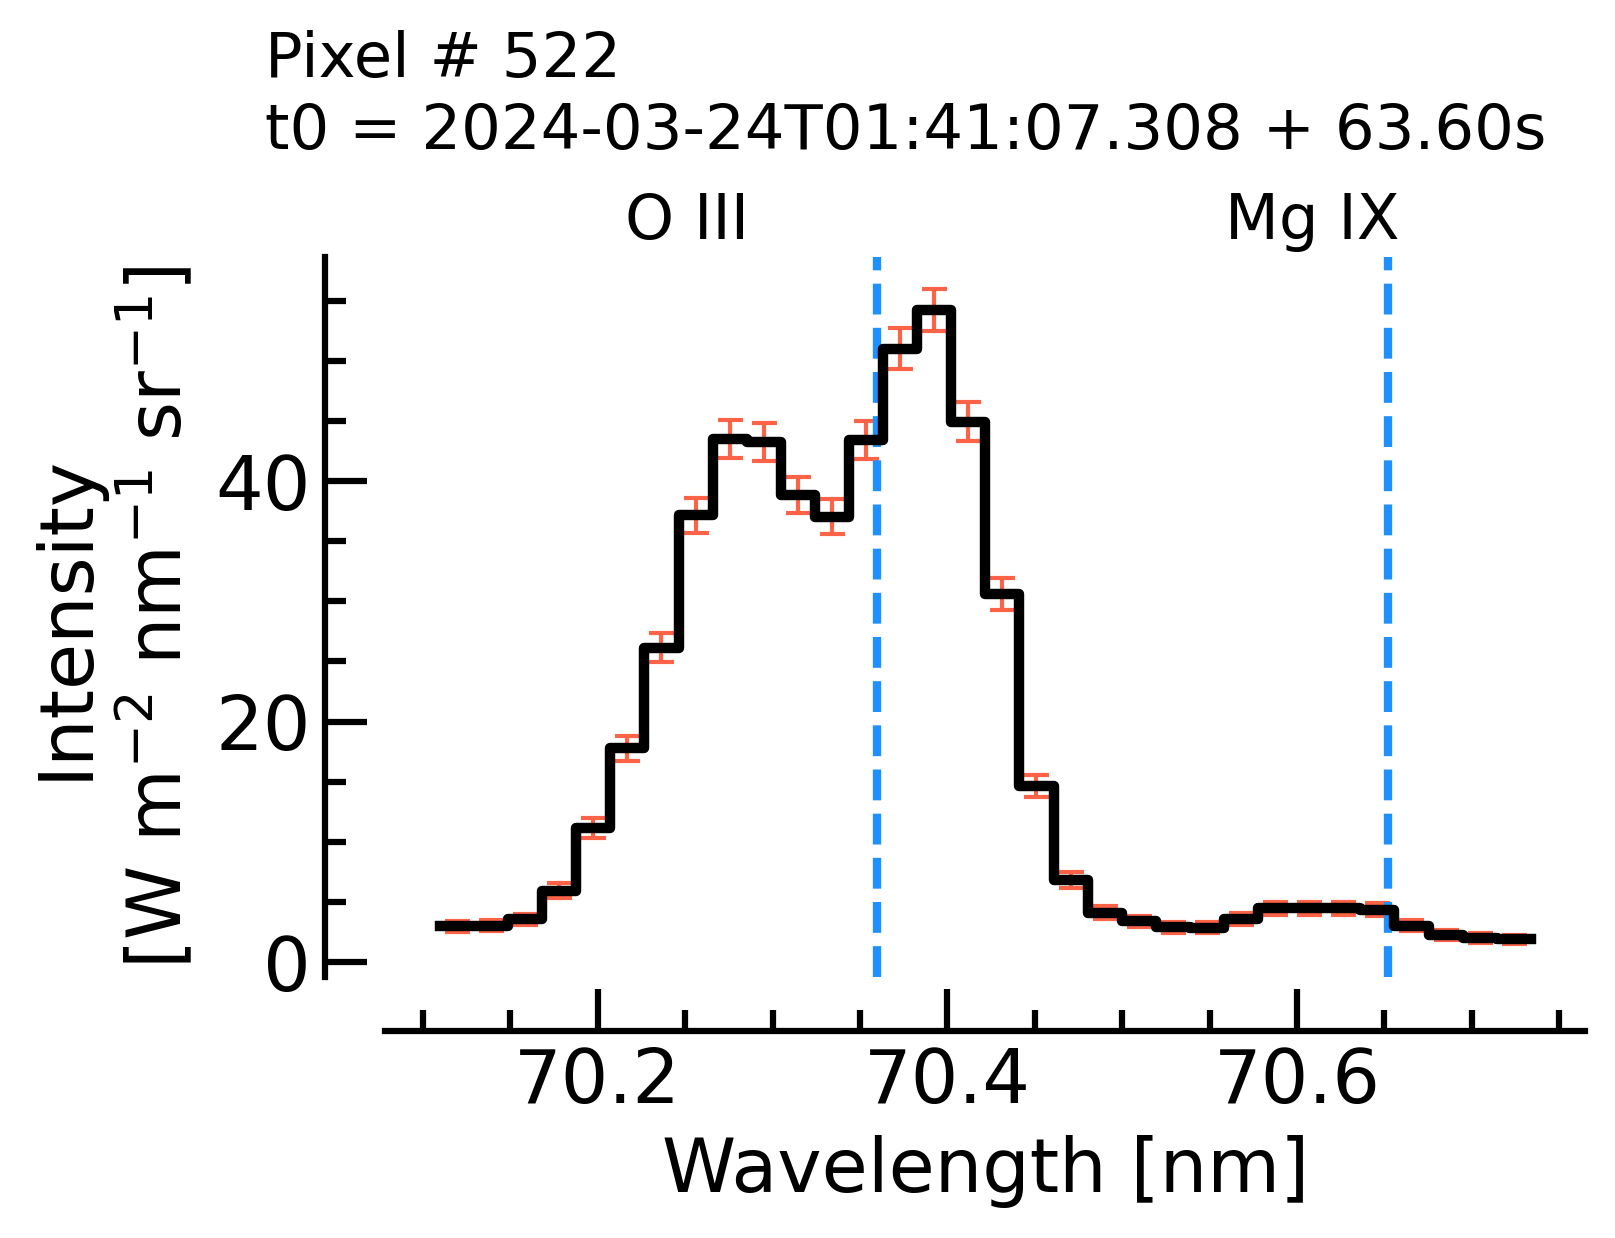 Pixel # 522
t0 = 2024-03-24T01:41:07.308 + 63.60s
O III Mg IX
Intensity
[W m⁻² nm⁻¹ sr⁻¹]
40
20
0
70.2 70.4 70.6
Wavelength [nm]